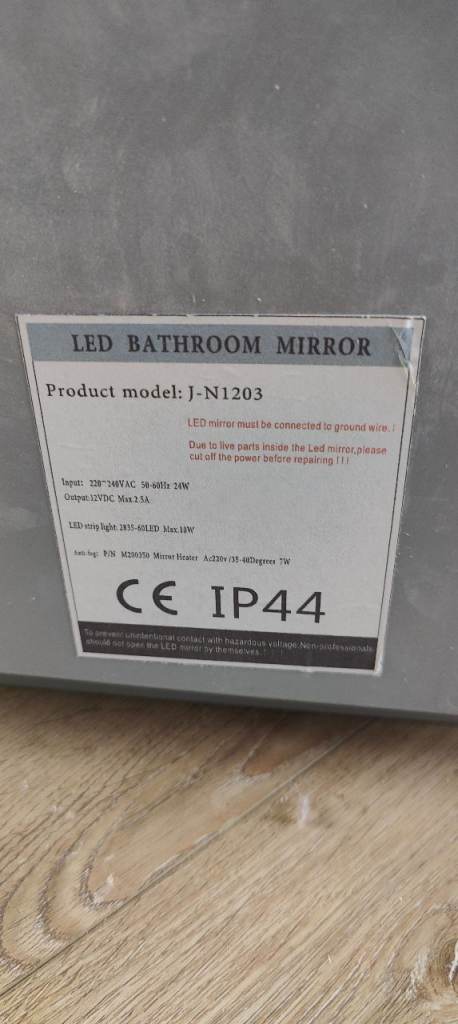 LED BATHROOM MIRROR
Product model: J-N1203
LED mirror must be connected to ground wire. !
Due to live parts inside the Led mirror,please
cut off the power before repairing ! ! !
Input: 220~240VAC 50-60Hz 24W
Output:12VDC Max 2.5A
LED strip light: 2835-60LED Max.18W
Anti-fog: P/N M200350 Mirror Heater Ac220v /35-40Degrees 7W
CE IP44
To prevent unintentional contact with hazardous voltage,Non-professionals
should not open the LED mirror by themselves. !